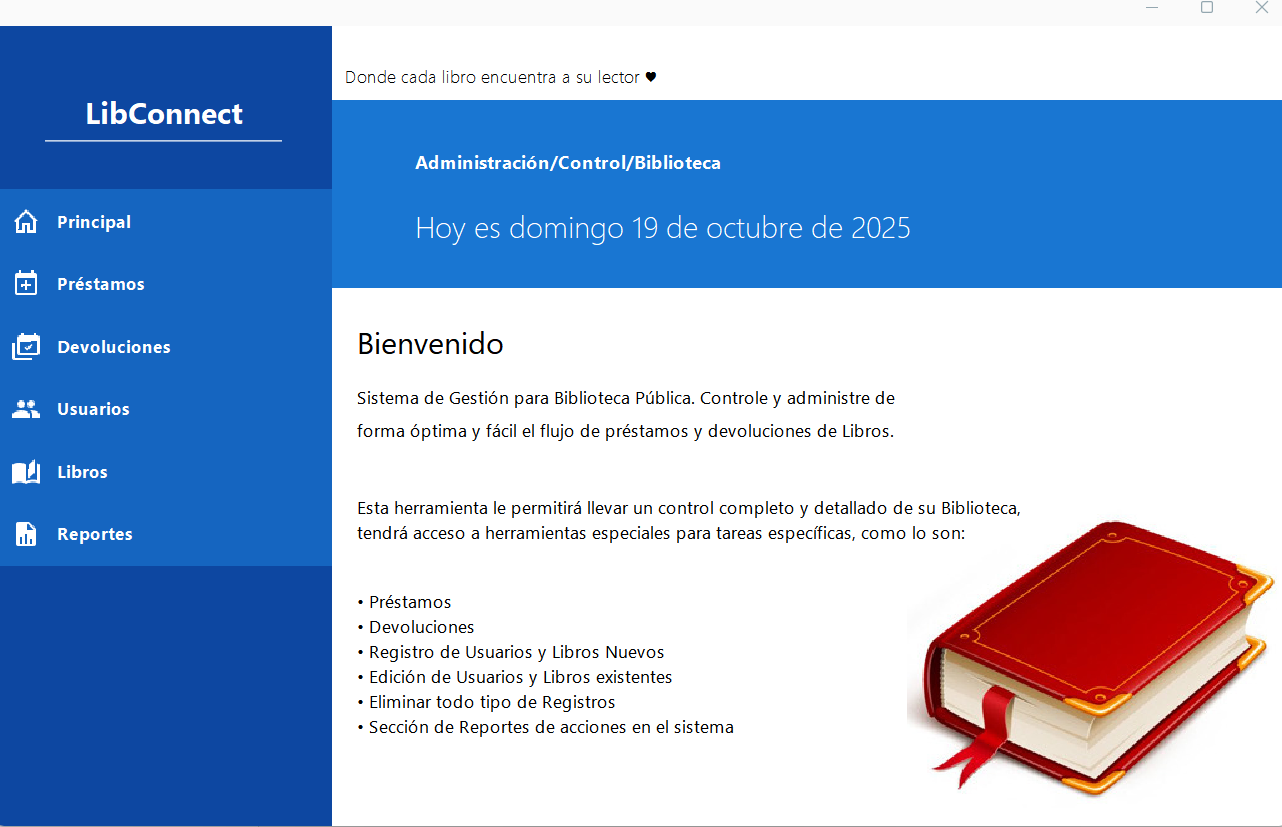 LibConnect
Principal
Préstamos
Devoluciones
Usuarios
Libros
Reportes
Donde cada libro encuentra a su lector ♥
Administración/Control/Biblioteca
Hoy es domingo 19 de octubre de 2025
Bienvenido
Sistema de Gestión para Biblioteca Pública. Controle y administre de
forma óptima y fácil el flujo de préstamos y devoluciones de Libros.
Esta herramienta le permitirá llevar un control completo y detallado de su Biblioteca,
tendrá acceso a herramientas especiales para tareas específicas, como lo son:
• Préstamos
• Devoluciones
• Registro de Usuarios y Libros Nuevos
• Edición de Usuarios y Libros existentes
• Eliminar todo tipo de Registros
• Sección de Reportes de acciones en el sistema